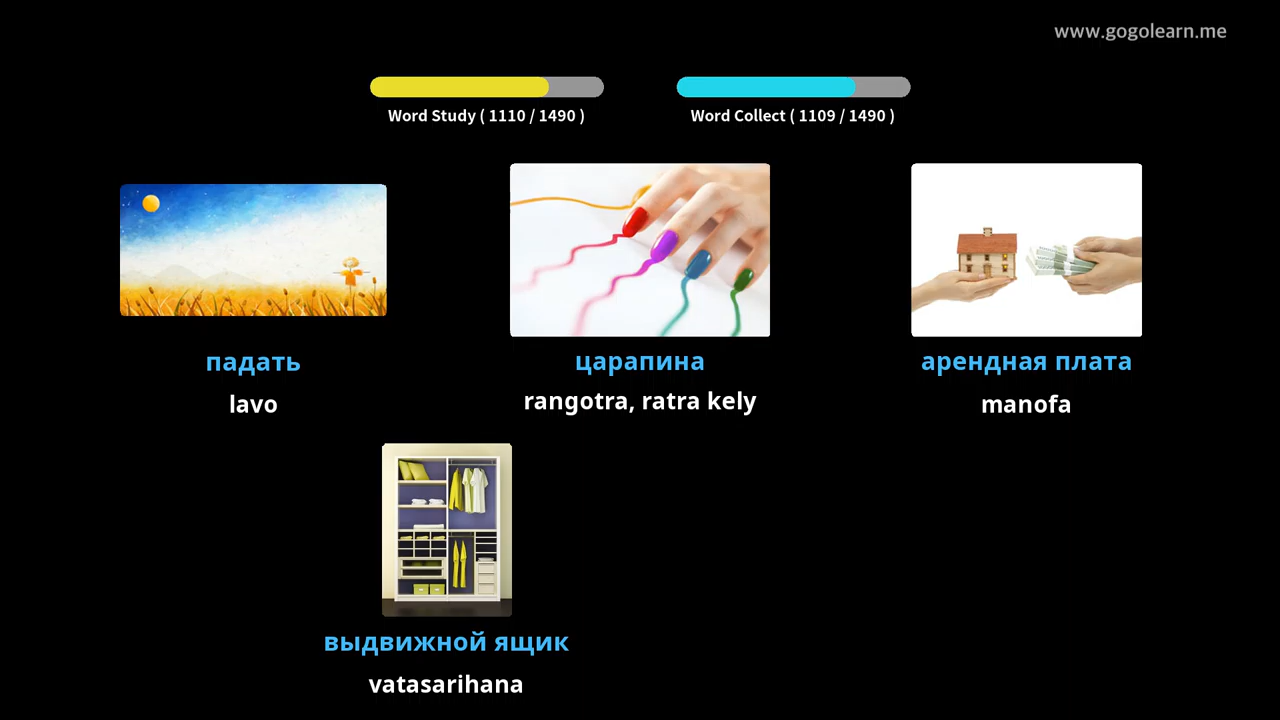 www.gogolearn.me
Word Study ( 1110 / 1490 )
Word Collect ( 1109 / 1490 )
падать
lavo
царапина
rangotra, ratra kely
арендная плата
manofa
выдвижной ящик
vatasarihana